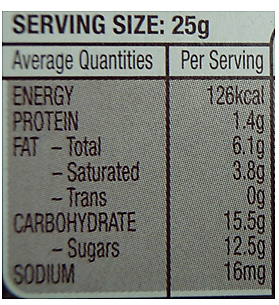 SERVING SIZE: 25g
Average Quantities Per Serving
ENERGY 126kcal
PROTEIN 1.4g
FAT - Total 6.1g
- Saturated 3.8g
- Trans 0g
CARBOHYDRATE 15.5g
- Sugars 12.5g
SODIUM 16mg